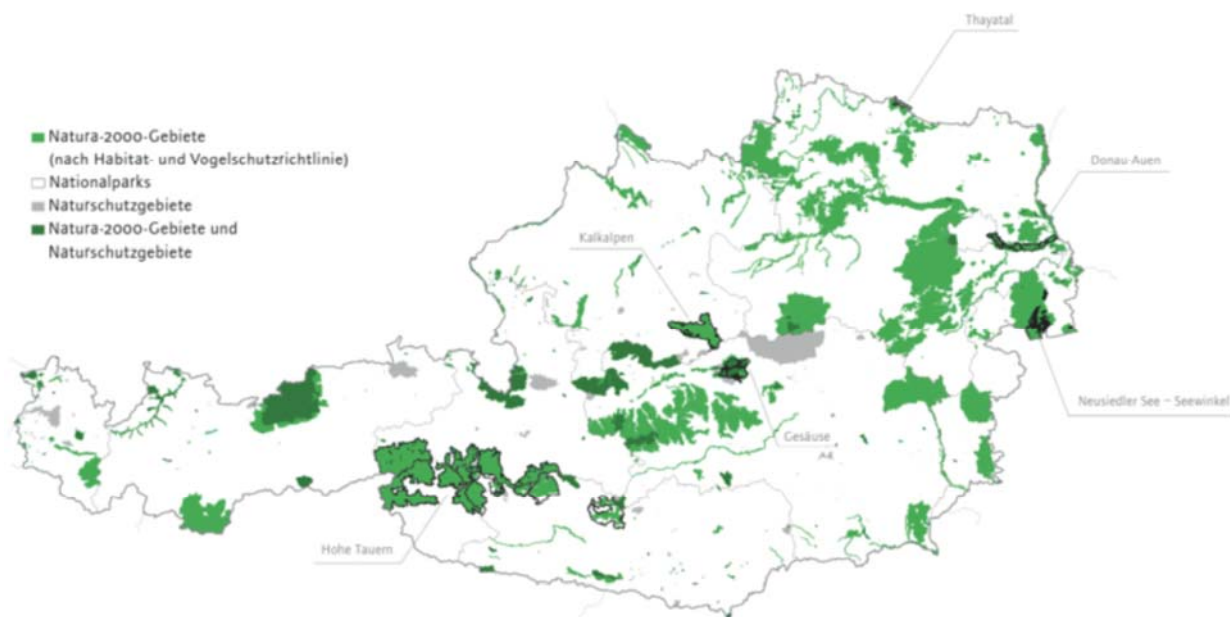 Thayatal
Natura-2000-Gebiete
(nach Habitat- und Vogelschutzrichtlinie)
Nationalparks
Naturschutzgebiete
Natura-2000-Gebiete und
Naturschutzgebiete
Donau-Auen
Kalkalpen
Neusiedler See – Seewinkel
Gesäuse
Hohe Tauern